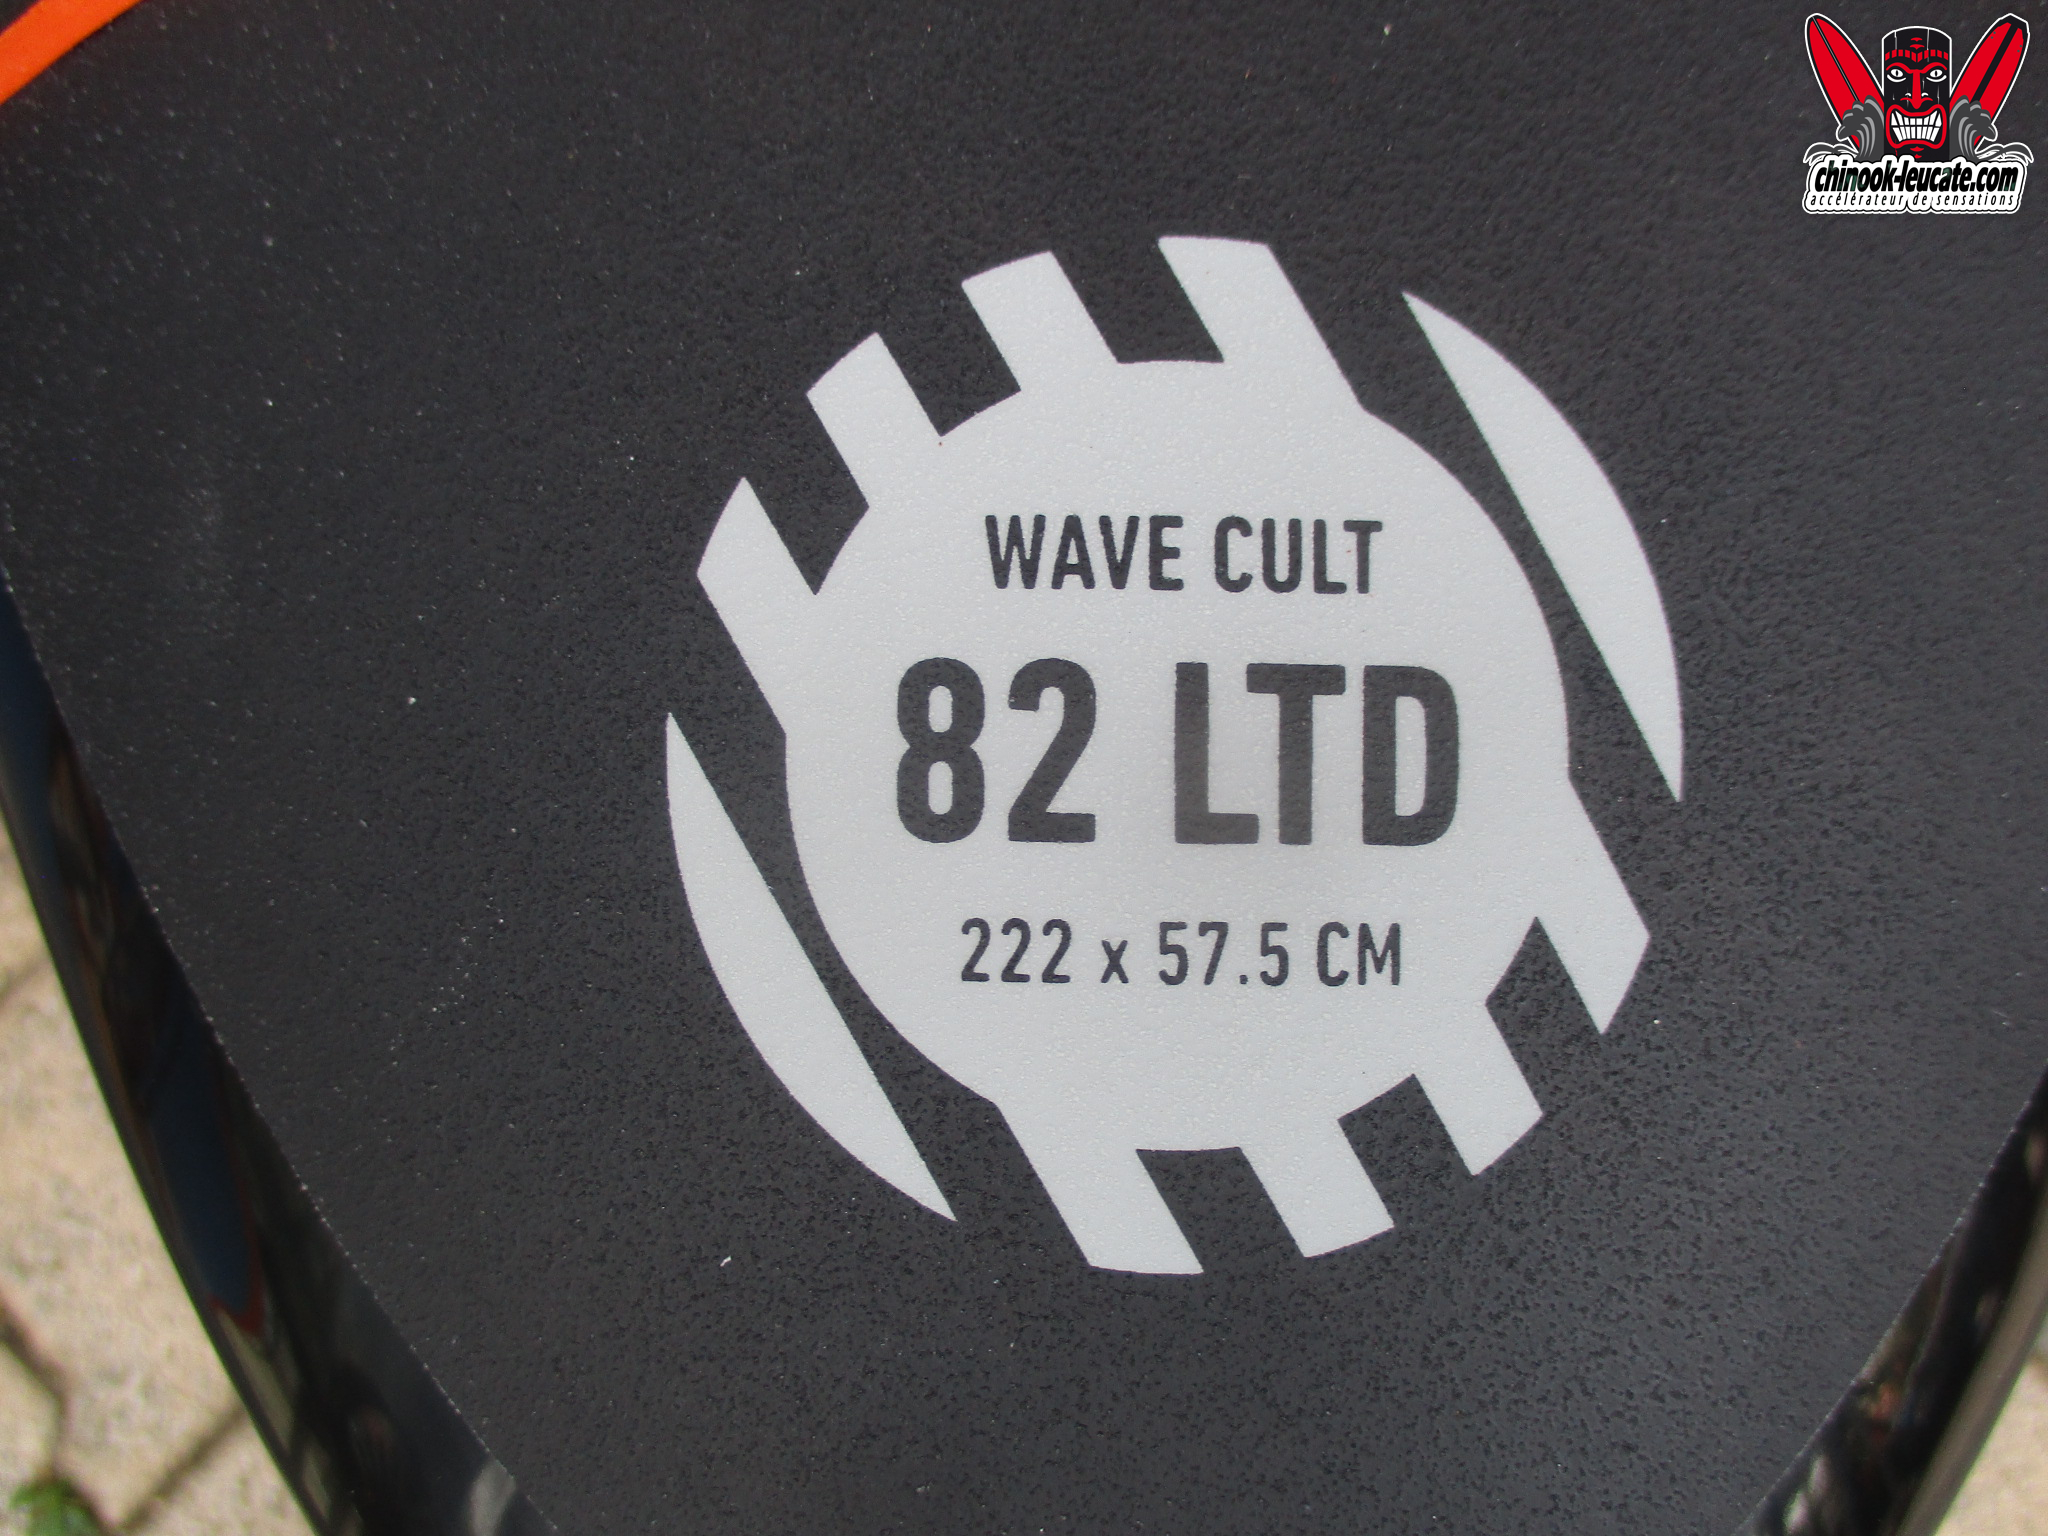 chinook-leucate.com
accélérateur de sensations
WAVE CULT
82 LTD
222 x 57.5 CM